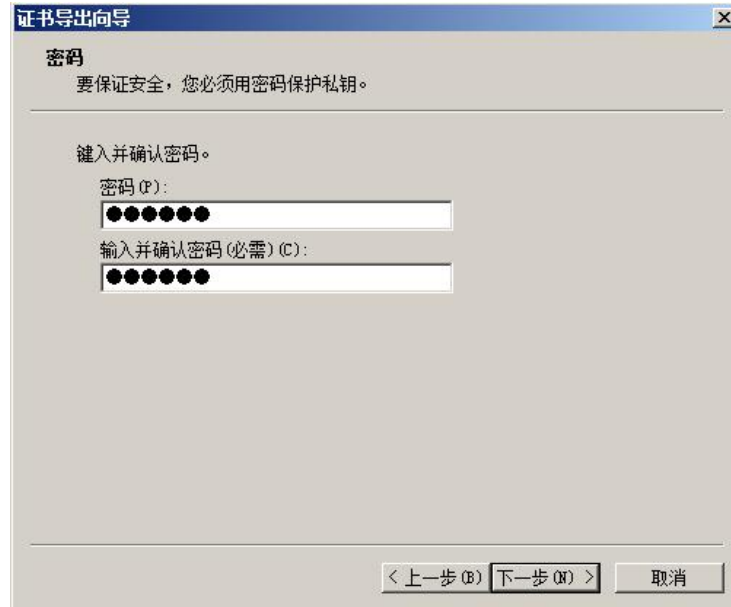 证书导出向导
密码
要保证安全，您必须用密码保护私钥。
键入并确认密码。
密码(P):
●●●●●●
输入并确认密码(必需)(C):
●●●●●●
< 上一步(B) 下一步(N) > 取消